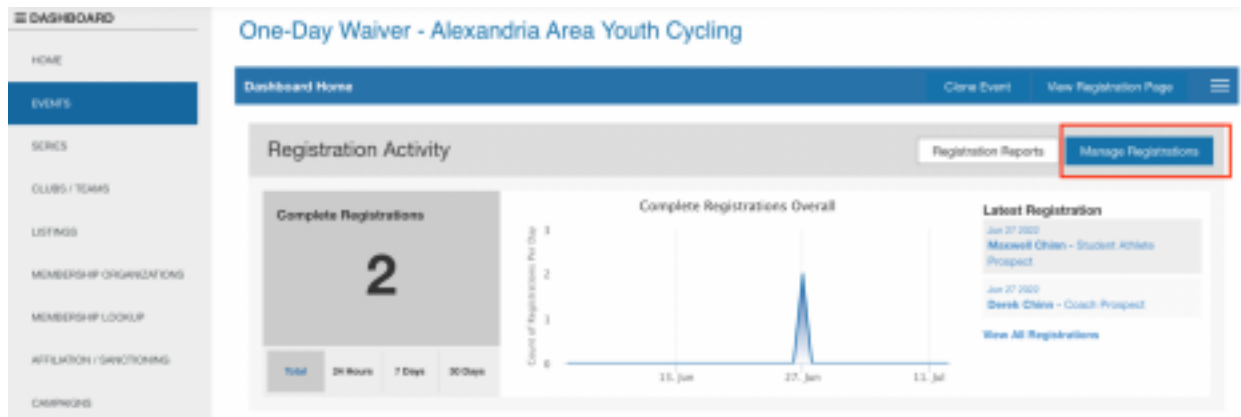 DASHBOARD
HOME
EVENTS
SERIES
CLUBS / TEAMS
LISTINGS
MEMBERSHIP ORGANIZATIONS
MEMBERSHIP LOOKUP
AFFILIATION / SANCTIONING
CAMPAIGNS
One-Day Waiver - Alexandria Area Youth Cycling
Dashboard Home
Clone Event
View Registration Page
Registration Activity
Registration Reports
Manage Registrations
Complete Registrations
2
Total
24 Hours
7 Days
30 Days
Complete Registrations Overall
Count of Registrations Per Day
3
2
1
0
13. Jun
27. Jun
11. Jul
Latest Registration
Jun 27 2022
Maxwell Chinn - Student Athlete
Prospect
Jun 27 2022
Derek Chinn - Coach Prospect
View All Registrations